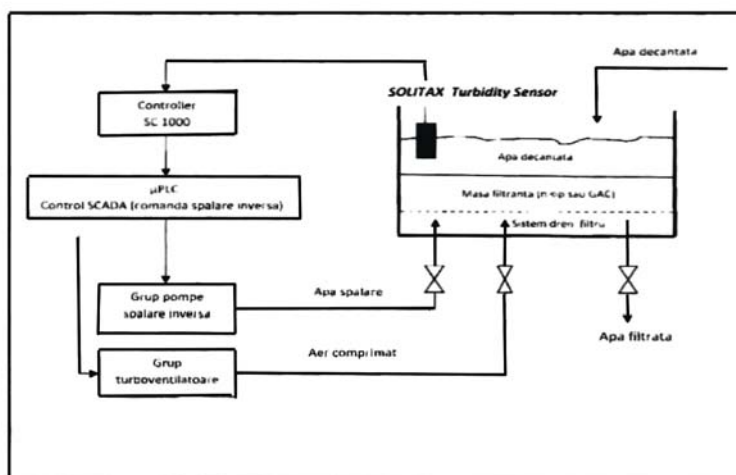 Apa decantata
SOLITAX Turbidity Sensor
Controller
SC 1000
Apa decantata
µPLC
Control SCADA (comanda spalare inversa)
Masa filtranta (nisip sau GAC)
Sistem dren filtru
Grup pompe
spalare inversa
Apa spalare
Apa filtrata
Aer comprimat
Grup
turboventilatoare